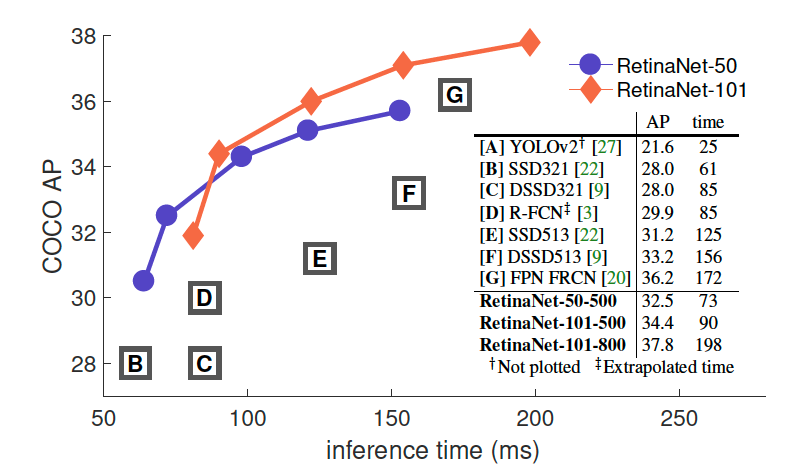 38
36
34
32
30
28
COCO AP
50
100
150
200
250
inference time (ms)
B
C
D
E
F
G
RetinaNet-50
RetinaNet-101
AP time
[A] YOLOv2† [27] 21.6 25
[B] SSD321 [22] 28.0 61
[C] DSSD321 [9] 28.0 85
[D] R-FCN‡ [3] 29.9 85
[E] SSD513 [22] 31.2 125
[F] DSSD513 [9] 33.2 156
[G] FPN FRCN [20] 36.2 172
RetinaNet-50-500 32.5 73
RetinaNet-101-500 34.4 90
RetinaNet-101-800 37.8 198
†Not plotted ‡Extrapolated time